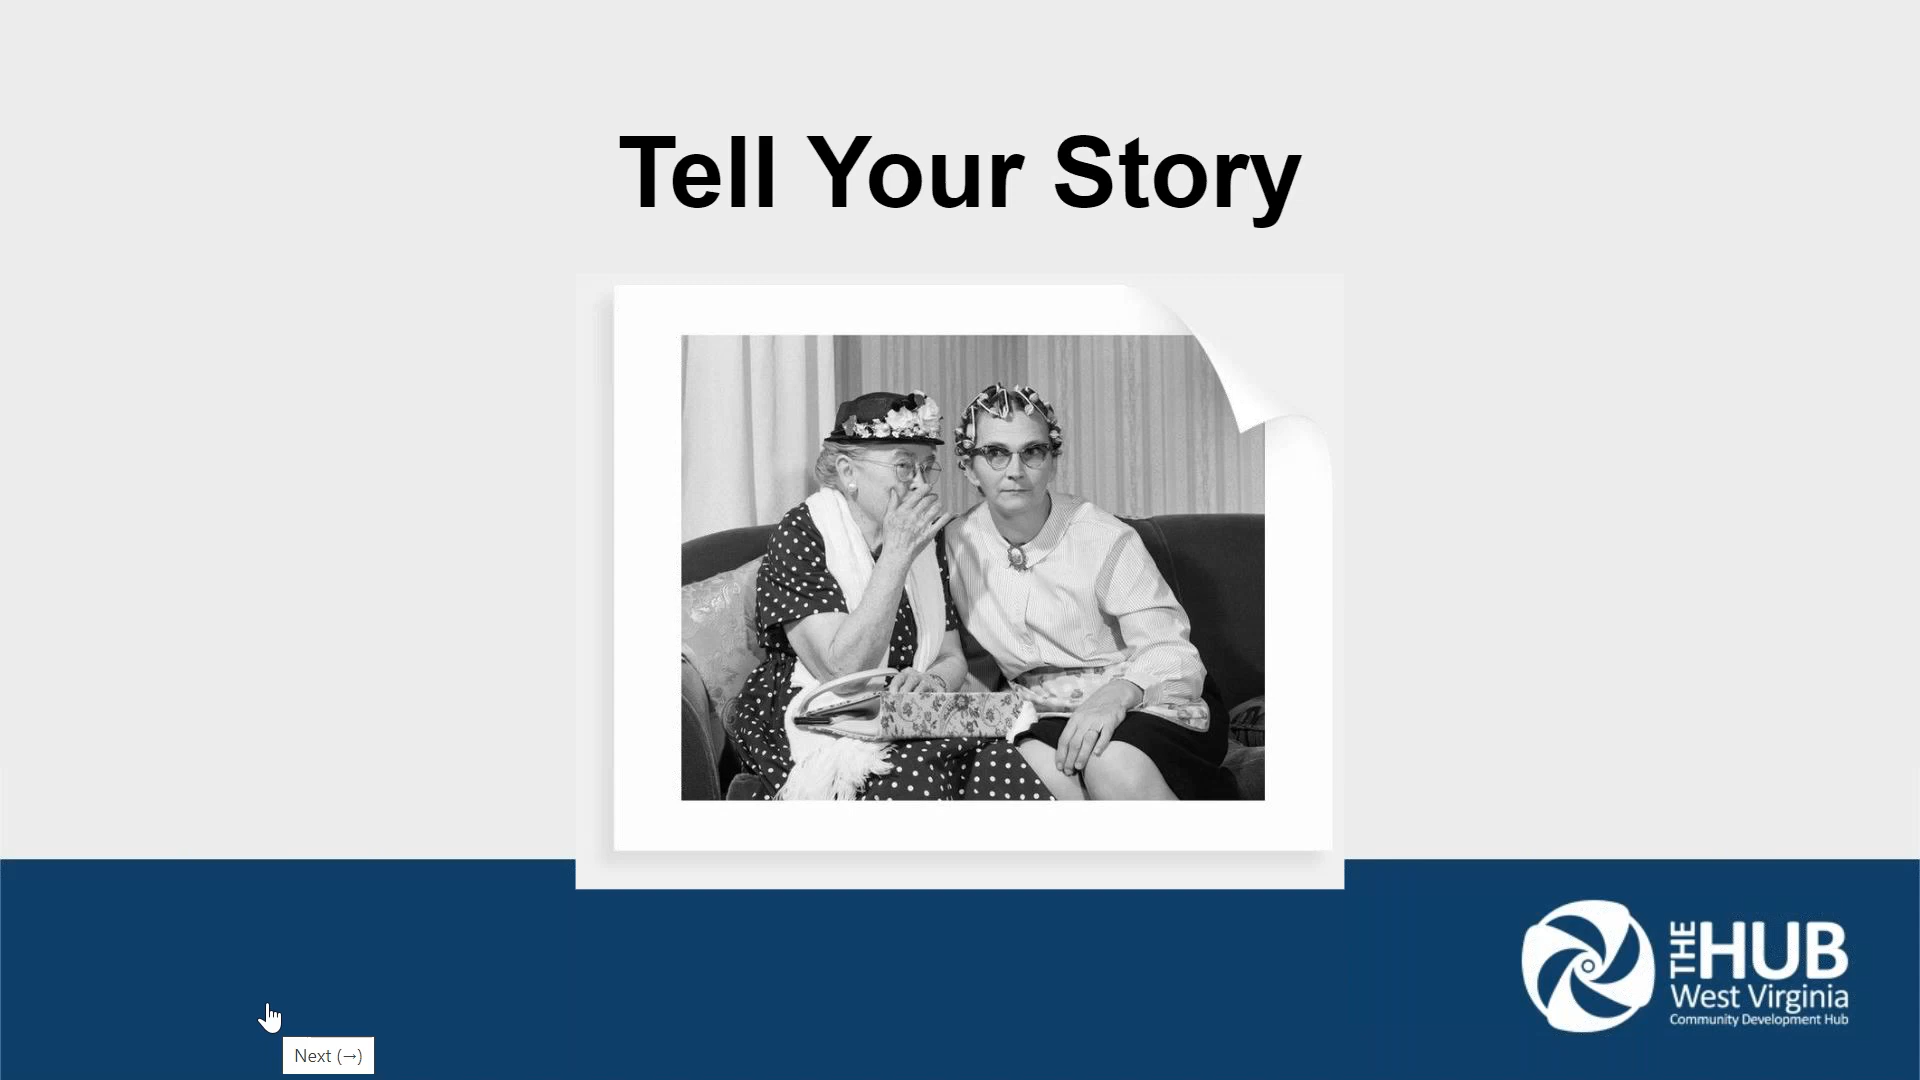 Tell Your Story
THE HUB
West Virginia
Community Development Hub
Next (→)